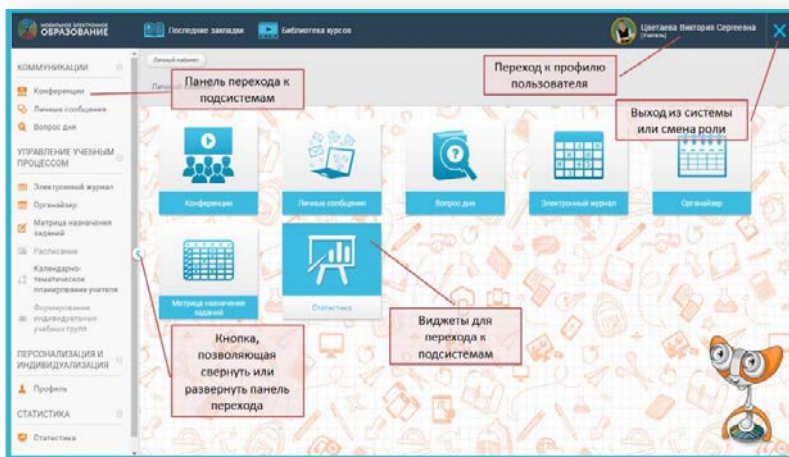 МОБИЛЬНОЕ ЭЛЕКТРОННОЕ
ОБРАЗОВАНИЕ
Последние закладки
Библиотека курсов
Цветаева Виктория Сергеевна
(Учитель)
КОММУНИКАЦИИ
Конференции
Личные сообщения
Вопрос дня
УПРАВЛЕНИЕ УЧЕБНЫМ
ПРОЦЕССОМ
Электронный журнал
Органайзер
Матрица назначения
заданий
Расписание
Календарно-
тематическое
планирование учителя
Формирование
индивидуальных
учебных групп
ПЕРСОНАЛИЗАЦИЯ И
ИНДИВИДУАЛИЗАЦИЯ
Профиль
СТАТИСТИКА
Статистика
Личный кабинет
Панель перехода к
подсистемам
Переход к профилю
пользователя
Выход из системы
или смена роли
Конференции
Личные сообщения
Вопрос дня
Электронный журнал
Органайзер
Матрица назначения
заданий
Статистика
Кнопка,
позволяющая
свернуть или
развернуть панель
перехода
Виджеты для
перехода к
подсистемам